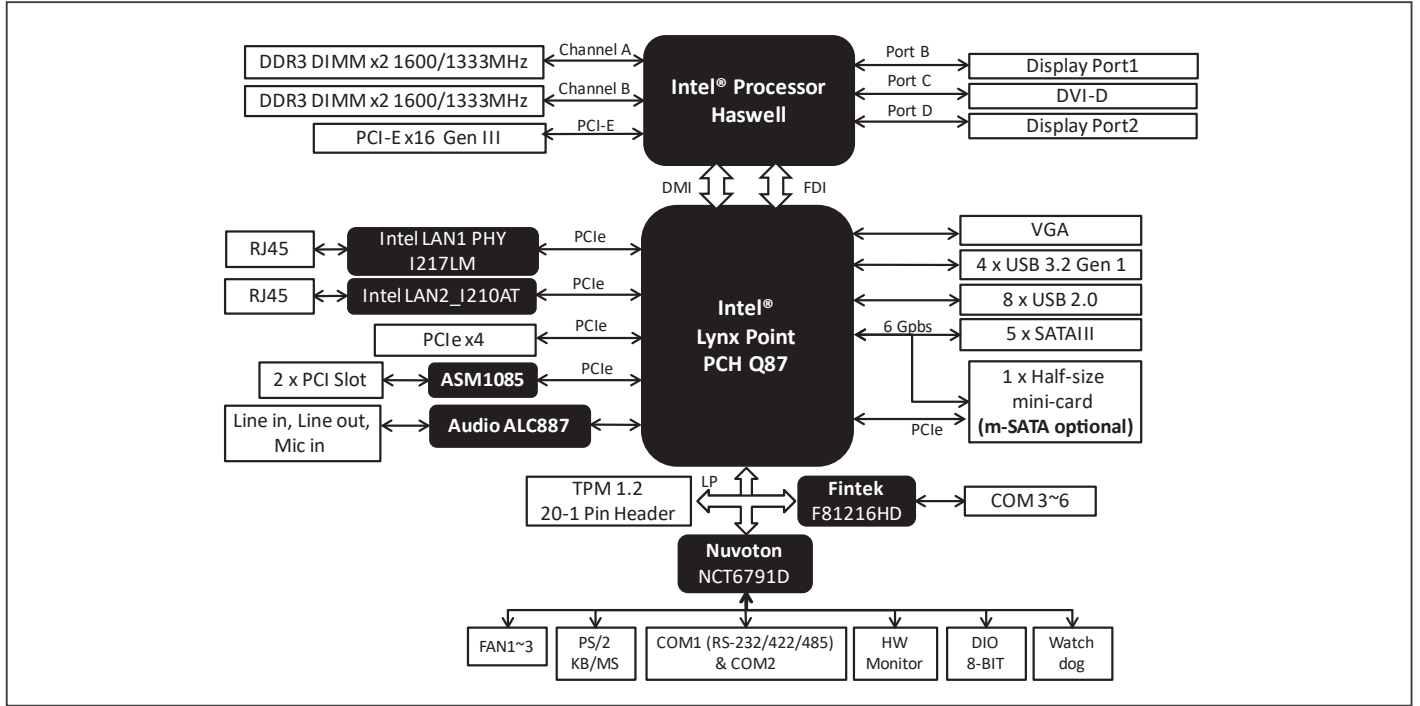 DDR3 DIMM x2 1600/1333MHz
Channel A
DDR3 DIMM x2 1600/1333MHz
Channel B
PCI-E x16 Gen III
PCI-E
Intel® Processor
Haswell
Port B
Display Port1
Port C
DVI-D
Port D
Display Port2
DMI
FDI
RJ45
Intel LAN1 PHY
I217LM
PCIe
RJ45
Intel LAN2_I210AT
PCIe
PCIe x4
PCIe
2 x PCI Slot
ASM1085
PCIe
Line in, Line out,
Mic in
Audio ALC887
Intel®
Lynx Point
PCH Q87
VGA
4 x USB 3.2 Gen 1
8 x USB 2.0
6 Gpbs
5 x SATAIII
1 x Half-size
mini-card
(m-SATA optional)
PCIe
TPM 1.2
20-1 Pin Header
LP
Fintek
F81216HD
COM 3~6
Nuvoton
NCT6791D
FAN1~3
PS/2
KB/MS
COM1 (RS-232/422/485)
& COM2
HW
Monitor
DIO
8-BIT
Watch
dog